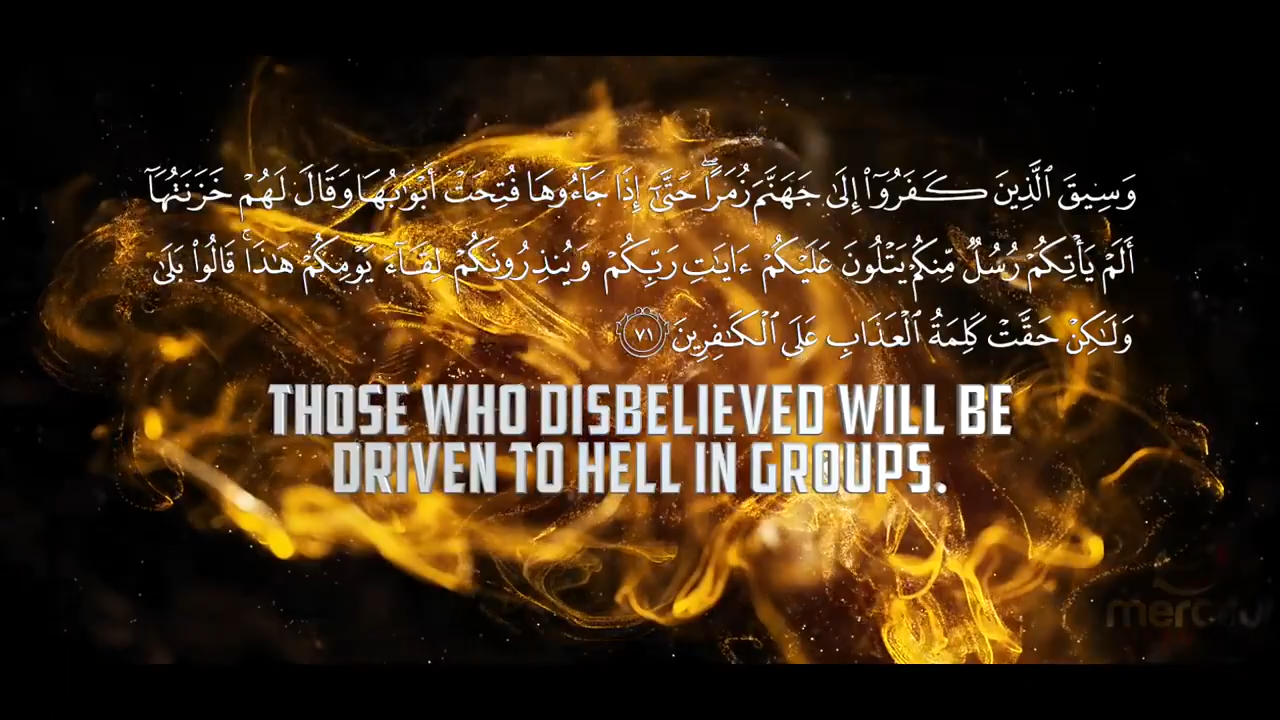 وَسِيقَ ٱلَّذِينَ كَفَرُوٓا۟ إِلَىٰ جَهَنَّمَ زُمَرًا ۖ حَتَّىٰٓ إِذَا جَآءُوهَا فُتِحَتْ أَبْوَٰبُهَا وَقَالَ لَهُمْ خَزَنَتُهَآ
أَلَمْ يَأْتِكُمْ رُسُلٌ مِّنكُمْ يَتْلُونَ عَلَيْكُمْ ءَايَٰتِ رَبِّكُمْ وَيُنذِرُونَكُمْ لِقَآءَ يَوْمِكُمْ هَٰذَا ۚ قَالُوا۟ بَلَىٰ
وَلَٰكِنْ حَقَّتْ كَلِمَةُ ٱلْعَذَابِ عَلَى ٱلْكَٰفِرِينَ ٧١
THOSE WHO DISBELIEVED WILL BE
DRIVEN TO HELL IN GROUPS.